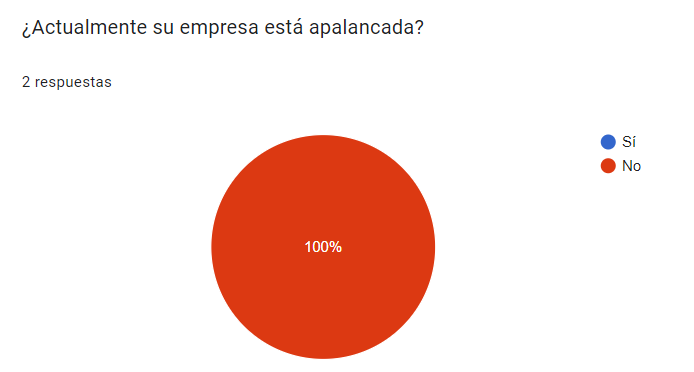 ¿Actualmente su empresa está apalancada?
2 respuestas
Sí
No
100%